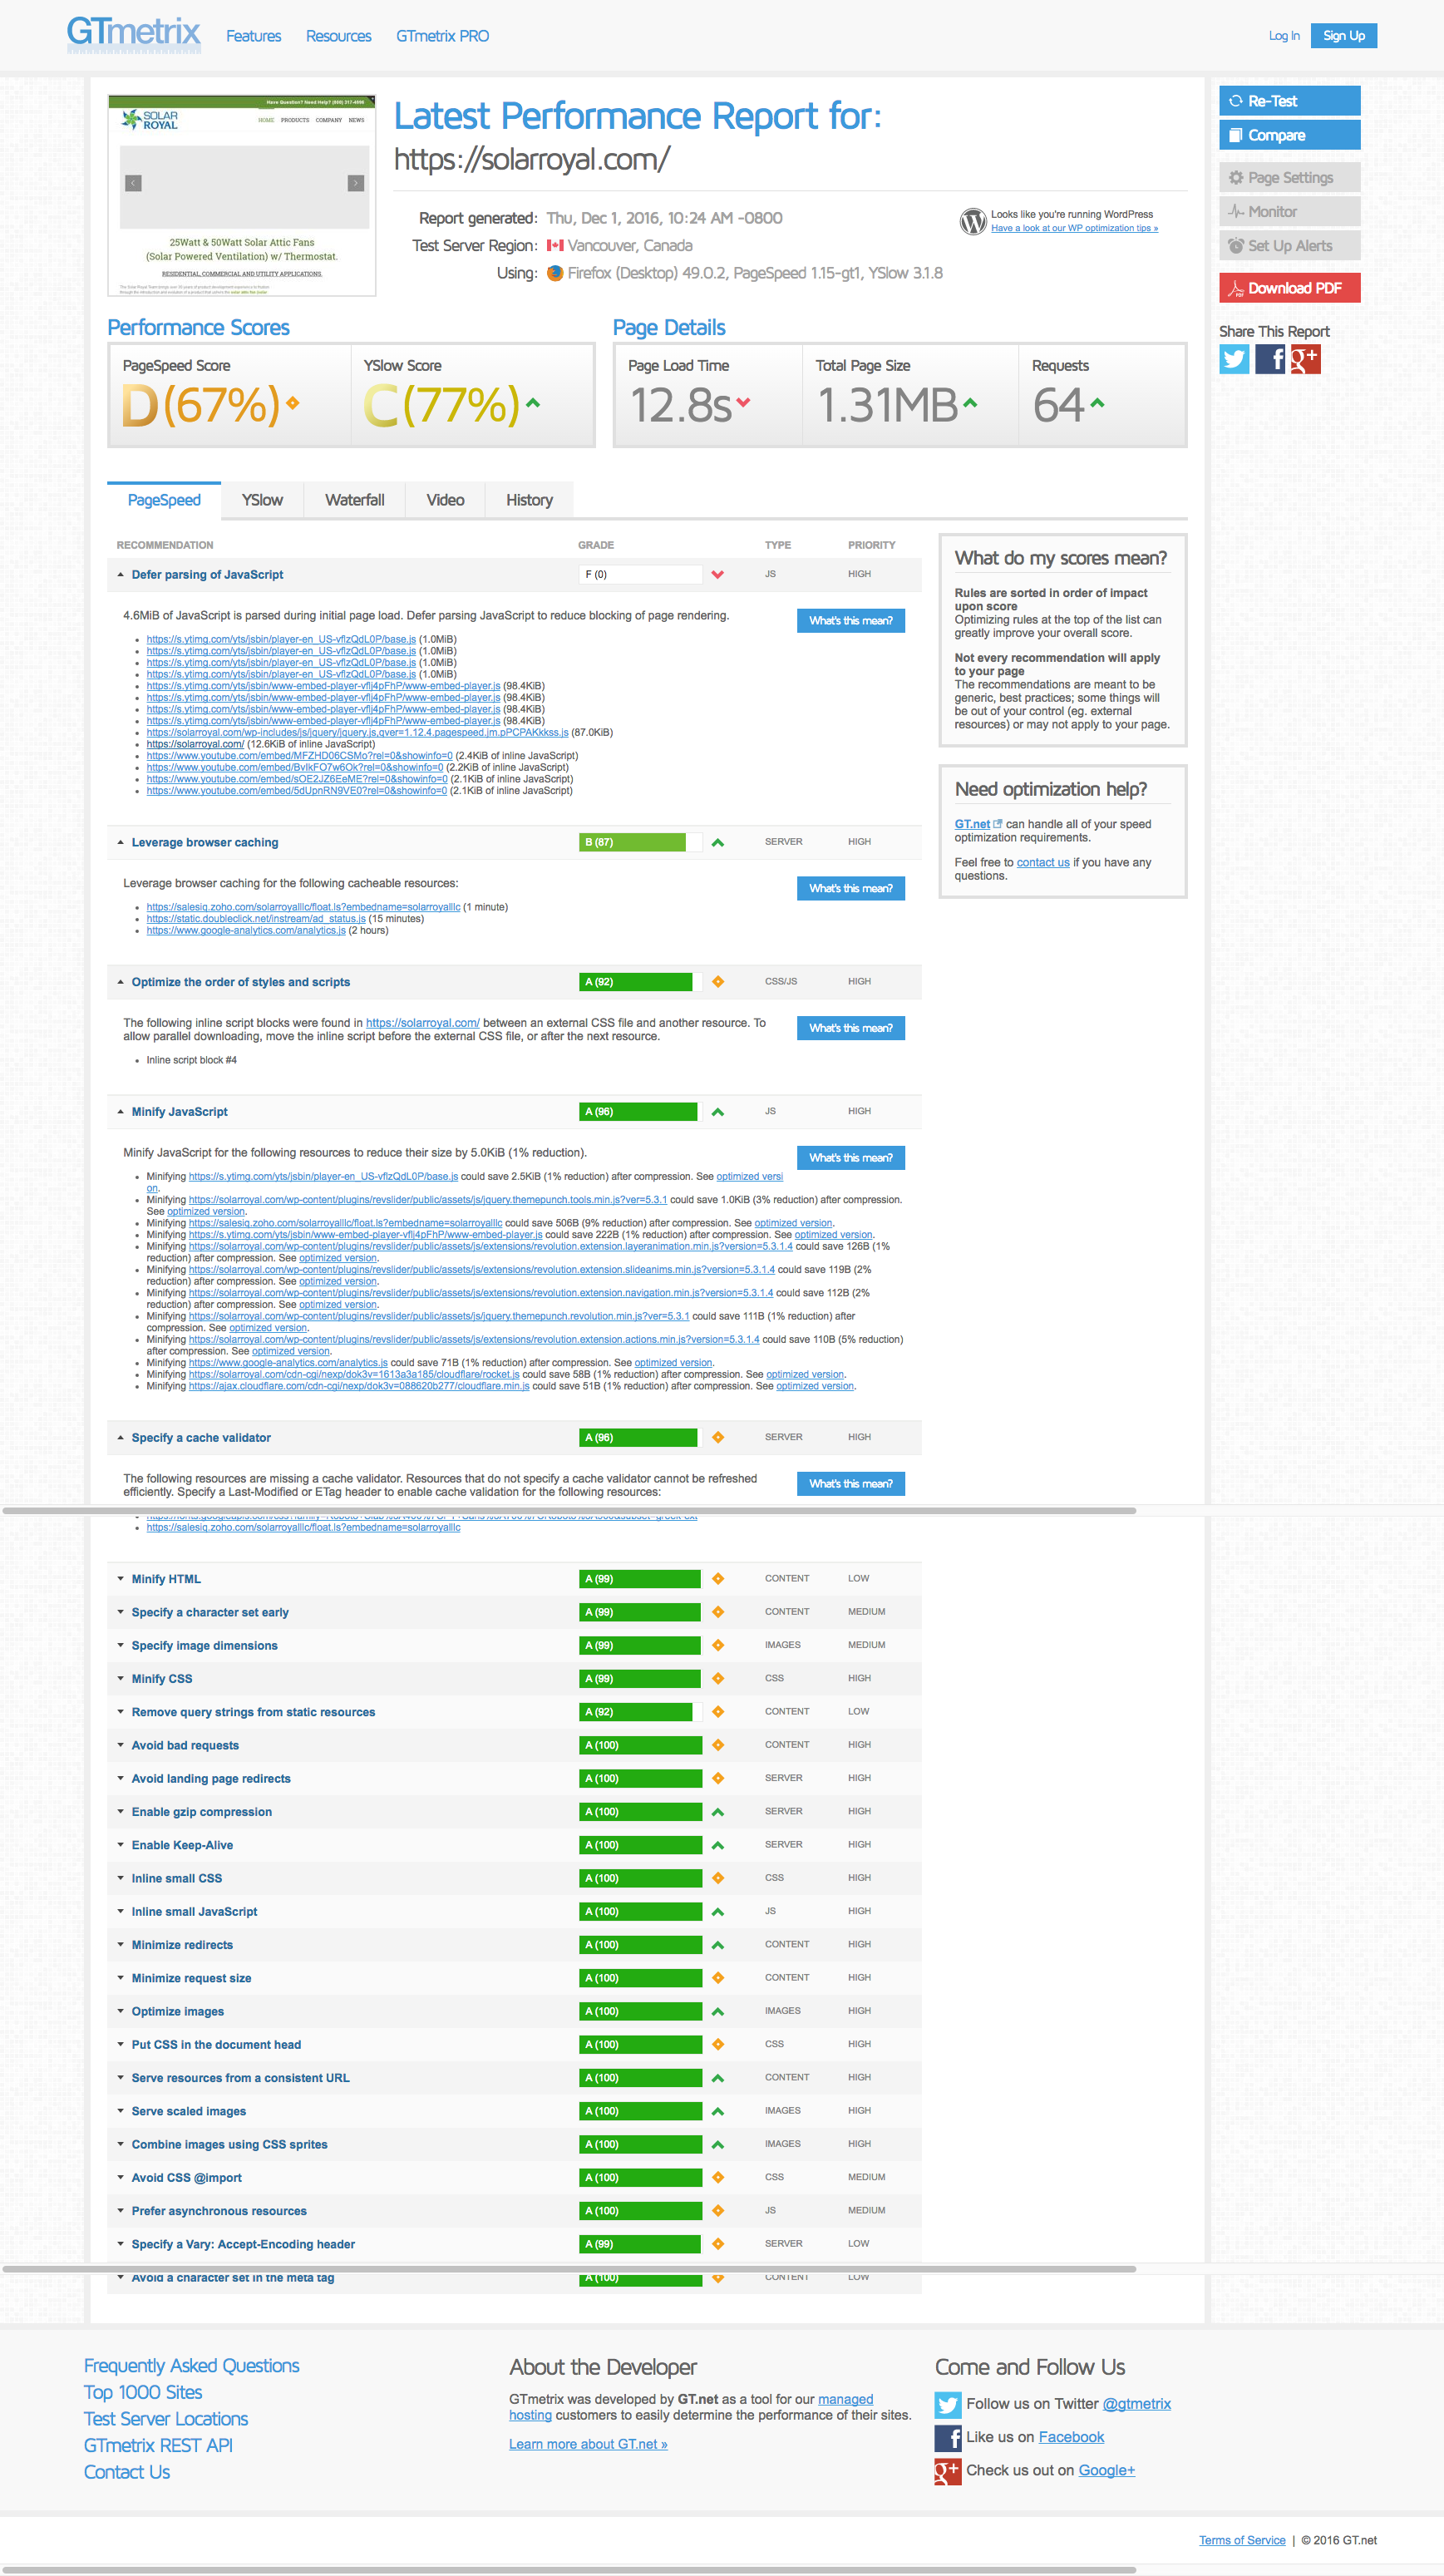 GTmetrix
Features Resources GTmetrix PRO
Log In Sign Up
Have Question? Need Help? (800) 317-4598
SOLAR
ROYAL
HOME PRODUCTS COMPANY NEWS
25Watt & 50Watt Solar Attic Fans
(Solar Powered Ventilation) w/ Thermostat.
RESIDENTIAL, COMMERCIAL AND UTILITY APPLICATIONS.
Latest Performance Report for:
https://solarroyal.com/
Report generated: Thu, Dec 1, 2016, 10:24 AM -0800
Test Server Region: Vancouver, Canada
Using: Firefox (Desktop) 49.0.2, PageSpeed 1.15-gt1, YSlow 3.1.8
Looks like you're running WordPress
Have a look at our WP optimization tips »
Re-Test
Compare
Page Settings
Monitor
Set Up Alerts
Download PDF
Share This Report
Performance Scores
PageSpeed Score YSlow Score
D(67%) C(77%)
Page Details
Page Load Time Total Page Size Requests
12.8s 1.31MB 64
PageSpeed YSlow Waterfall Video History
RECOMMENDATION GRADE TYPE PRIORITY
Defer parsing of JavaScript F (0) JS HIGH
4.6MiB of JavaScript is parsed during initial page load. Defer parsing JavaScript to reduce blocking of page rendering.
What's this mean?
https://s.ytimg.com/yts/jsbin/player-en_US-vflzQdL0P/base.js (1.0MiB)
https://s.ytimg.com/yts/jsbin/player-en_US-vflzQdL0P/base.js (1.0MiB)
https://s.ytimg.com/yts/jsbin/player-en_US-vflzQdL0P/base.js (1.0MiB)
https://s.ytimg.com/yts/jsbin/player-en_US-vflzQdL0P/base.js (1.0MiB)
https://s.ytimg.com/yts/jsbin/www-embed-player-vflj4pFhP/www-embed-player.js (98.4KiB)
https://s.ytimg.com/yts/jsbin/www-embed-player-vflj4pFhP/www-embed-player.js (98.4KiB)
https://s.ytimg.com/yts/jsbin/www-embed-player-vflj4pFhP/www-embed-player.js (98.4KiB)
https://s.ytimg.com/yts/jsbin/www-embed-player-vflj4pFhP/www-embed-player.js (98.4KiB)
https://solarroyal.com/wp-includes/js/jquery/jquery.js,qver=1.12.4.pagespeed.jm.pPCPAKkkss.js (87.0KiB)
https://solarroyal.com/ (12.6KiB of inline JavaScript)
https://www.youtube.com/embed/MFZHD06CSMo?rel=0&showinfo=0 (2.4KiB of inline JavaScript)
https://www.youtube.com/embed/BvIkFO7w6Ok?rel=0&showinfo=0 (2.2KiB of inline JavaScript)
https://www.youtube.com/embed/sOE2JZ6EeME?rel=0&showinfo=0 (2.1KiB of inline JavaScript)
https://www.youtube.com/embed/5dUpnRN9VE0?rel=0&showinfo=0 (2.1KiB of inline JavaScript)
What do my scores mean?
Rules are sorted in order of impact
upon score
Optimizing rules at the top of the list can
greatly improve your overall score.
Not every recommendation will apply
to your page
The recommendations are meant to be
generic, best practices; some things will
be out of your control (eg. external
resources) or may not apply to your page.
Need optimization help?
GT.net can handle all of your speed
optimization requirements.
Feel free to contact us if you have any
questions.
Leverage browser caching B (87) SERVER HIGH
Leverage browser caching for the following cacheable resources:
What's this mean?
https://salesiq.zoho.com/solarroyalllc/float.ls?embedname=solarroyalllc (1 minute)
https://static.doubleclick.net/instream/ad_status.js (15 minutes)
https://www.google-analytics.com/analytics.js (2 hours)
Optimize the order of styles and scripts A (92) CSS/JS HIGH
The following inline script blocks were found in https://solarroyal.com/ between an external CSS file and another resource. To
allow parallel downloading, move the inline script before the external CSS file, or after the next resource.
What's this mean?
Inline script block #4
Minify JavaScript A (96) JS HIGH
Minify JavaScript for the following resources to reduce their size by 5.0KiB (1% reduction).
What's this mean?
Minifying https://s.ytimg.com/yts/jsbin/player-en_US-vflzQdL0P/base.js could save 2.5KiB (1% reduction) after compression. See optimized versi
on.
Minifying https://solarroyal.com/wp-content/plugins/revslider/public/assets/js/jquery.themepunch.tools.min.js?ver=5.3.1 could save 1.0KiB (3% reduction) after compression.
See optimized version.
Minifying https://salesiq.zoho.com/solarroyalllc/float.ls?embedname=solarroyalllc could save 506B (9% reduction) after compression. See optimized version.
Minifying https://s.ytimg.com/yts/jsbin/www-embed-player-vflj4pFhP/www-embed-player.js could save 222B (1% reduction) after compression. See optimized version.
Minifying https://solarroyal.com/wp-content/plugins/revslider/public/assets/js/extensions/revolution.extension.layeranimation.min.js?version=5.3.1.4 could save 126B (1%
reduction) after compression. See optimized version.
Minifying https://solarroyal.com/wp-content/plugins/revslider/public/assets/js/extensions/revolution.extension.slideanims.min.js?version=5.3.1.4 could save 119B (2%
reduction) after compression. See optimized version.
Minifying https://solarroyal.com/wp-content/plugins/revslider/public/assets/js/extensions/revolution.extension.navigation.min.js?version=5.3.1.4 could save 112B (2%
reduction) after compression. See optimized version.
Minifying https://solarroyal.com/wp-content/plugins/revslider/public/assets/js/jquery.themepunch.revolution.min.js?ver=5.3.1 could save 111B (1% reduction) after
compression. See optimized version.
Minifying https://solarroyal.com/wp-content/plugins/revslider/public/assets/js/extensions/revolution.extension.actions.min.js?version=5.3.1.4 could save 110B (5% reduction)
after compression. See optimized version.
Minifying https://www.google-analytics.com/analytics.js could save 71B (1% reduction) after compression. See optimized version.
Minifying https://solarroyal.com/cdn-cgi/nexp/dok3v=1613a3a185/cloudflare/rocket.js could save 58B (1% reduction) after compression. See optimized version.
Minifying https://ajax.cloudflare.com/cdn-cgi/nexp/dok3v=088620b277/cloudflare.min.js could save 51B (1% reduction) after compression. See optimized version.
Specify a cache validator A (96) SERVER HIGH
The following resources are missing a cache validator. Resources that do not specify a cache validator cannot be refreshed
efficiently. Specify a Last-Modified or ETag header to enable cache validation for the following resources:
What's this mean?
https://salesiq.zoho.com/solarroyalllc/float.ls?embedname=solarroyalllc
Minify HTML A (99) CONTENT LOW
Specify a character set early A (99) CONTENT MEDIUM
Specify image dimensions A (99) IMAGES MEDIUM
Minify CSS A (99) CSS HIGH
Remove query strings from static resources A (92) CONTENT LOW
Avoid bad requests A (100) CONTENT HIGH
Avoid landing page redirects A (100) SERVER HIGH
Enable gzip compression A (100) SERVER HIGH
Enable Keep-Alive A (100) SERVER HIGH
Inline small CSS A (100) CSS HIGH
Inline small JavaScript A (100) JS HIGH
Minimize redirects A (100) CONTENT HIGH
Minimize request size A (100) CONTENT HIGH
Optimize images A (100) IMAGES HIGH
Put CSS in the document head A (100) CSS HIGH
Serve resources from a consistent URL A (100) CONTENT HIGH
Serve scaled images A (100) IMAGES HIGH
Combine images using CSS sprites A (100) IMAGES HIGH
Avoid CSS @import A (100) CSS MEDIUM
Prefer asynchronous resources A (100) JS MEDIUM
Specify a Vary: Accept-Encoding header A (99) SERVER LOW
Avoid a character set in the meta tag A (100) CONTENT LOW
Frequently Asked Questions
Top 1000 Sites
Test Server Locations
GTmetrix REST API
Contact Us
About the Developer
GTmetrix was developed by GT.net as a tool for our managed
hosting customers to easily determine the performance of their sites.
Learn more about GT.net »
Come and Follow Us
Follow us on Twitter @gtmetrix
Like us on Facebook
Check us out on Google+
Terms of Service | © 2016 GT.net